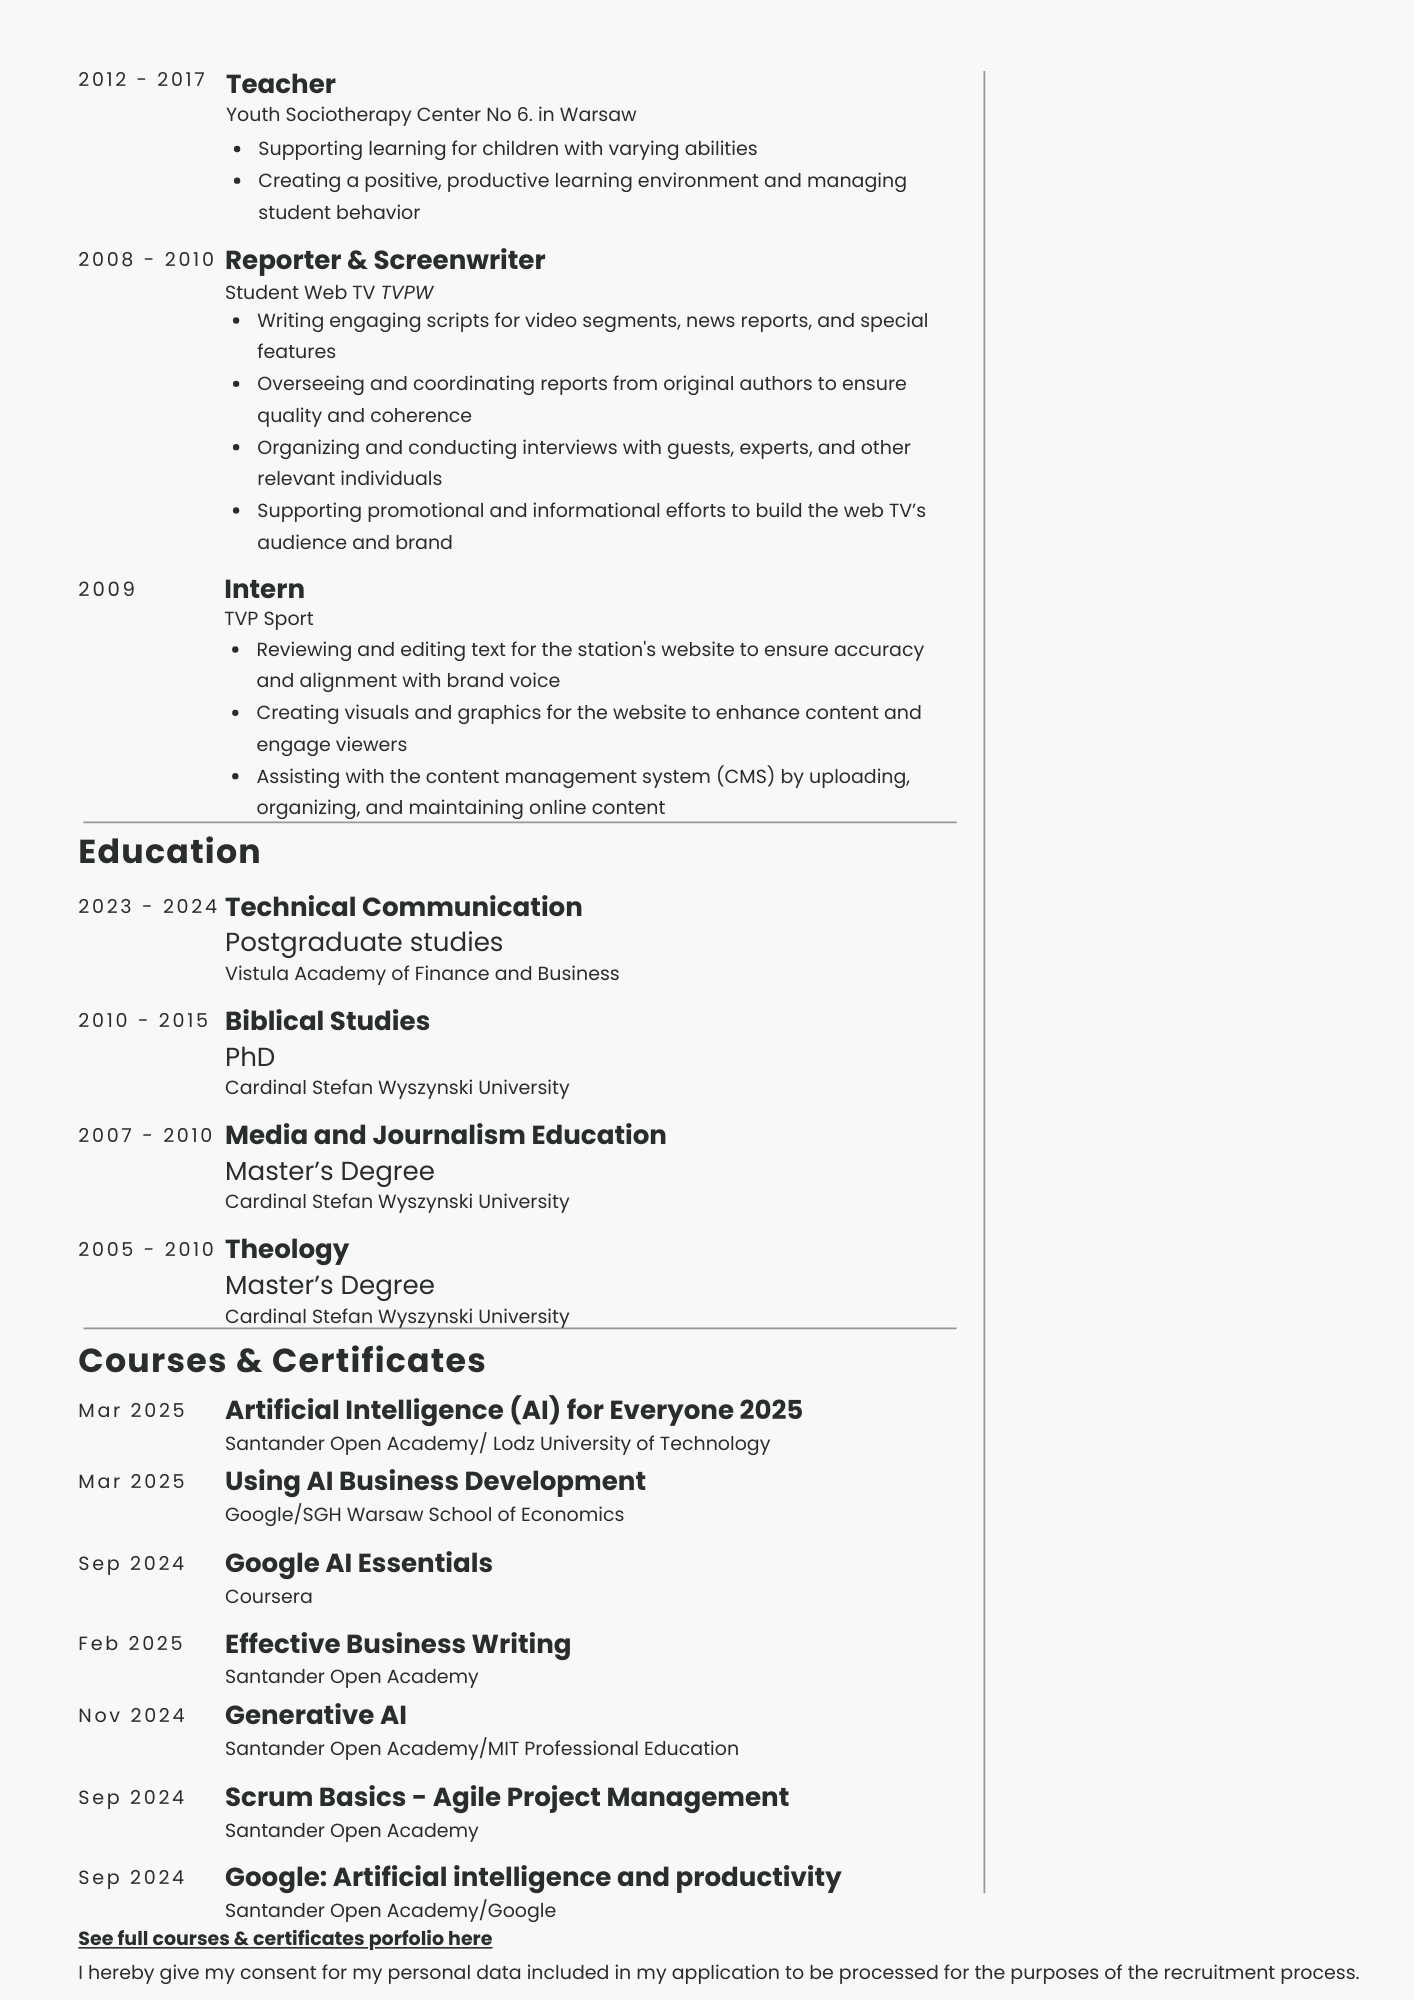 2012 - 2017 Teacher
Youth Sociotherapy Center No 6. in Warsaw
• Supporting learning for children with varying abilities
• Creating a positive, productive learning environment and managing
student behavior
2008 - 2010 Reporter & Screenwriter
Student Web TV TVPW
• Writing engaging scripts for video segments, news reports, and special
features
• Overseeing and coordinating reports from original authors to ensure
quality and coherence
• Organizing and conducting interviews with guests, experts, and other
relevant individuals
• Supporting promotional and informational efforts to build the web TV’s
audience and brand
2009 Intern
TVP Sport
• Reviewing and editing text for the station's website to ensure accuracy
and alignment with brand voice
• Creating visuals and graphics for the website to enhance content and
engage viewers
• Assisting with the content management system (CMS) by uploading,
organizing, and maintaining online content
Education
2023 - 2024 Technical Communication
Postgraduate studies
Vistula Academy of Finance and Business
2010 - 2015 Biblical Studies
PhD
Cardinal Stefan Wyszynski University
2007 - 2010 Media and Journalism Education
Master’s Degree
Cardinal Stefan Wyszynski University
2005 - 2010 Theology
Master’s Degree
Cardinal Stefan Wyszynski University
Courses & Certificates
Mar 2025 Artificial Intelligence (AI) for Everyone 2025
Santander Open Academy/ Lodz University of Technology
Mar 2025 Using AI Business Development
Google/SGH Warsaw School of Economics
Sep 2024 Google AI Essentials
Coursera
Feb 2025 Effective Business Writing
Santander Open Academy
Nov 2024 Generative AI
Santander Open Academy/MIT Professional Education
Sep 2024 Scrum Basics - Agile Project Management
Santander Open Academy
Sep 2024 Google: Artificial intelligence and productivity
Santander Open Academy/Google
See full courses & certificates porfolio here
I hereby give my consent for my personal data included in my application to be processed for the purposes of the recruitment process.